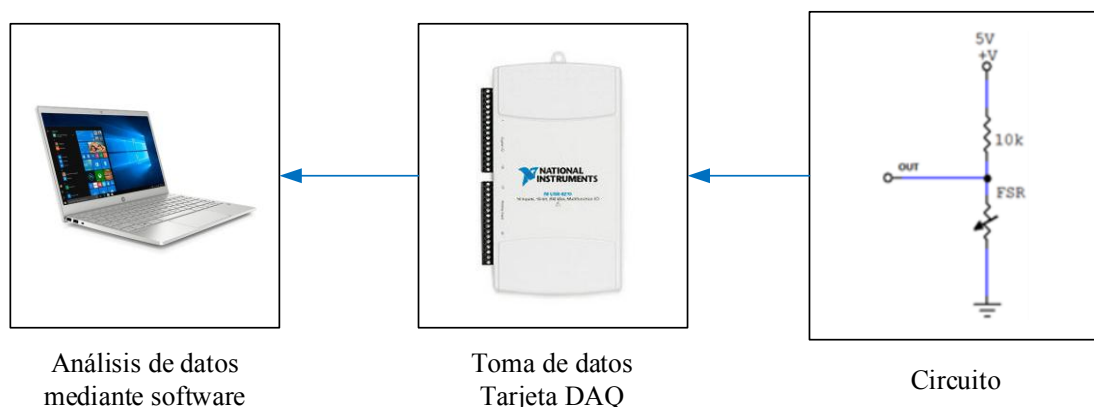 5V
+V
10k
OUT
FSR
NATIONAL
INSTRUMENTS
Análisis de datos
mediante software
Toma de datos
Tarjeta DAQ
Circuito